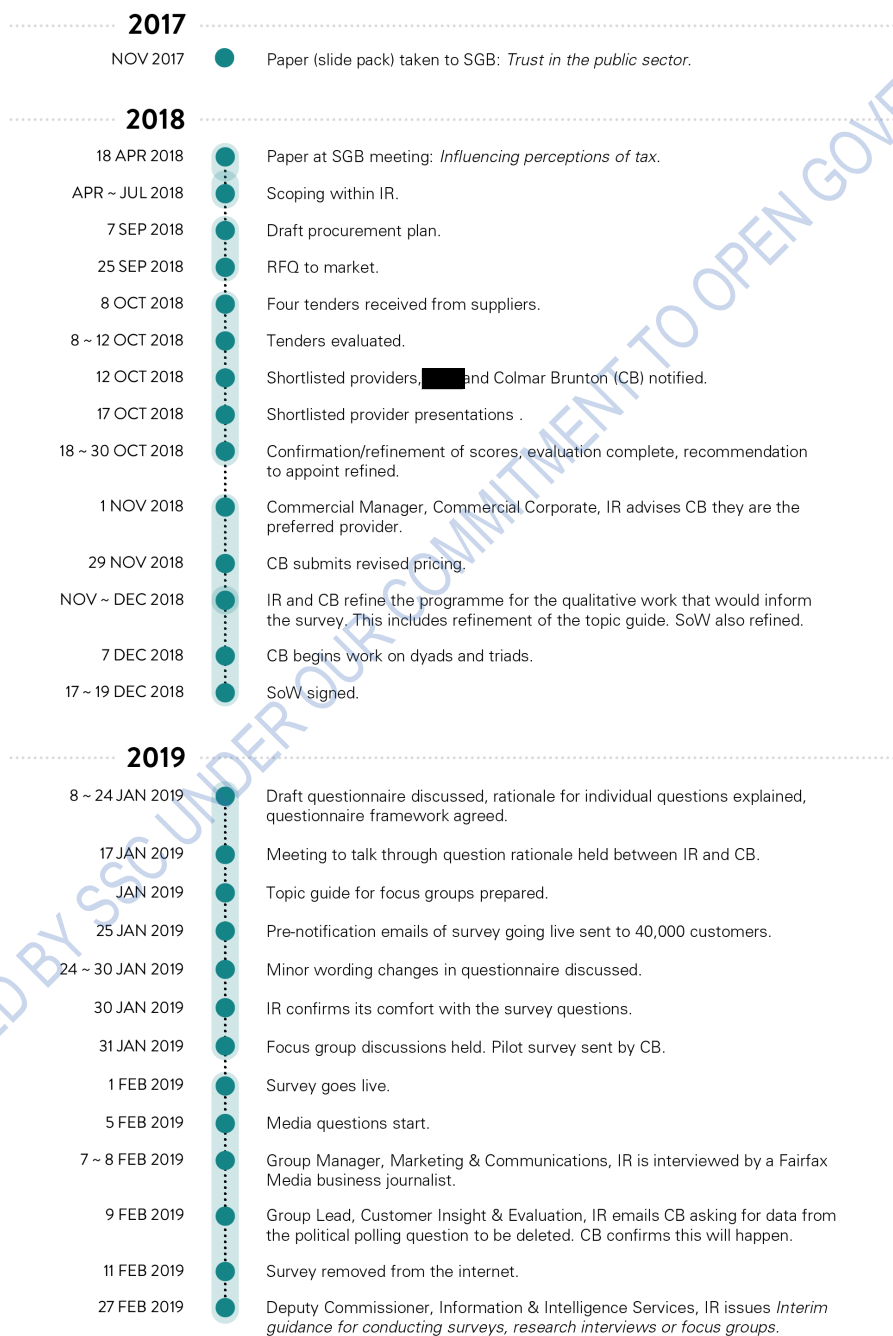 2017
NOV 2017 Paper (slide pack) taken to SGB: Trust in the public sector.
2018
18 APR 2018 Paper at SGB meeting: Influencing perceptions of tax.
APR ~ JUL 2018 Scoping within IR.
7 SEP 2018 Draft procurement plan.
25 SEP 2018 RFQ to market.
8 OCT 2018 Four tenders received from suppliers.
8 ~ 12 OCT 2018 Tenders evaluated.
12 OCT 2018 Shortlisted providers, and Colmar Brunton (CB) notified.
17 OCT 2018 Shortlisted provider presentations .
18 ~ 30 OCT 2018 Confirmation/refinement of scores, evaluation complete, recommendation
to appoint refined.
1 NOV 2018 Commercial Manager, Commercial Corporate, IR advises CB they are the
preferred provider.
29 NOV 2018 CB submits revised pricing.
NOV ~ DEC 2018 IR and CB refine the programme for the qualitative work that would inform
the survey. This includes refinement of the topic guide. SoW also refined.
7 DEC 2018 CB begins work on dyads and triads.
17 ~ 19 DEC 2018 SoW signed.
2019
8 ~ 24 JAN 2019 Draft questionnaire discussed, rationale for individual questions explained,
questionnaire framework agreed.
17 JAN 2019 Meeting to talk through question rationale held between IR and CB.
JAN 2019 Topic guide for focus groups prepared.
25 JAN 2019 Pre-notification emails of survey going live sent to 40,000 customers.
24 ~ 30 JAN 2019 Minor wording changes in questionnaire discussed.
30 JAN 2019 IR confirms its comfort with the survey questions.
31 JAN 2019 Focus group discussions held. Pilot survey sent by CB.
1 FEB 2019 Survey goes live.
5 FEB 2019 Media questions start.
7 ~ 8 FEB 2019 Group Manager, Marketing & Communications, IR is interviewed by a Fairfax
Media business journalist.
9 FEB 2019 Group Lead, Customer Insight & Evaluation, IR emails CB asking for data from
the political polling question to be deleted. CB confirms this will happen.
11 FEB 2019 Survey removed from the internet.
27 FEB 2019 Deputy Commissioner, Information & Intelligence Services, IR issues Interim
guidance for conducting surveys, research interviews or focus groups.
ED BY SSC UNDER OUR COMMITMENT TO OPEN GOVE